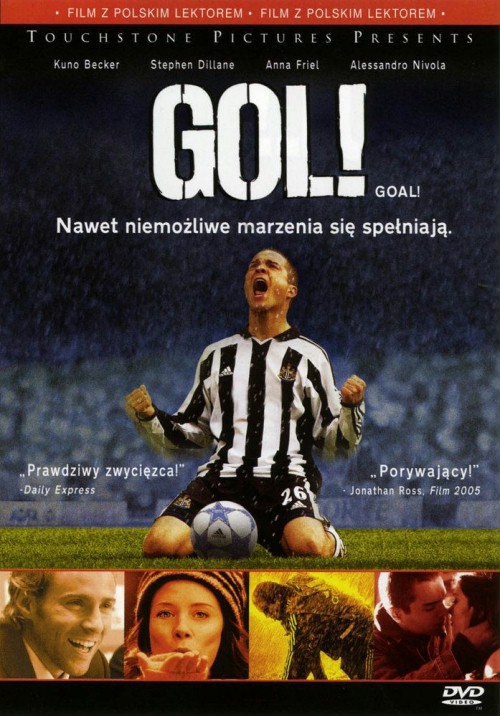 • FILM Z POLSKIM LEKTOREM • FILM Z POLSKIM LEKTOREM •
TOUCHSTONE PICTURES PRESENTS
Kuno Becker Stephen Dillane Anna Friel Alessandro Nivola
GOL!
GOAL!
Nawet niemożliwe marzenia się spełniają.
„Prawdziwy zwycięzca!"
-Daily Express
„Porywający!"
- Jonathan Ross, Film 2005
26
DVD
VIDEO